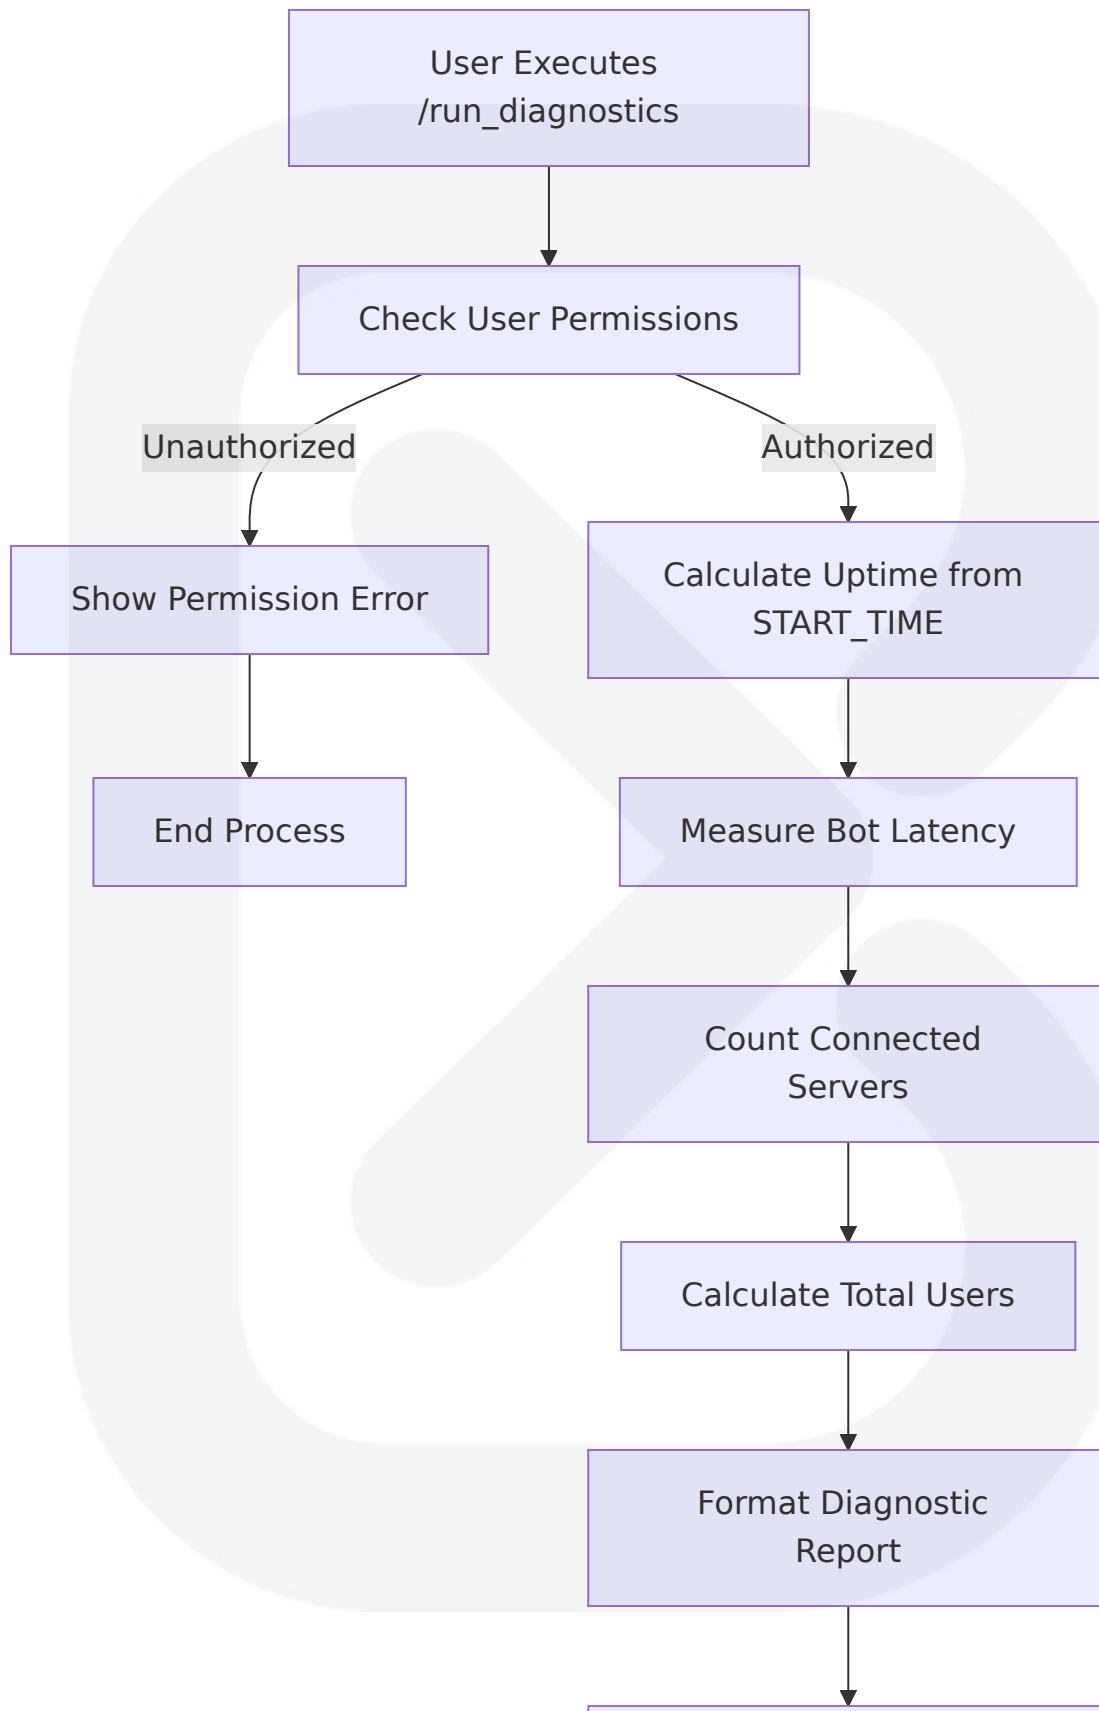 User Executes
/run_diagnostics
Check User Permissions
Unauthorized
Authorized
Show Permission Error
Calculate Uptime from
START_TIME
End Process
Measure Bot Latency
Count Connected
Servers
Calculate Total Users
Format Diagnostic
Report